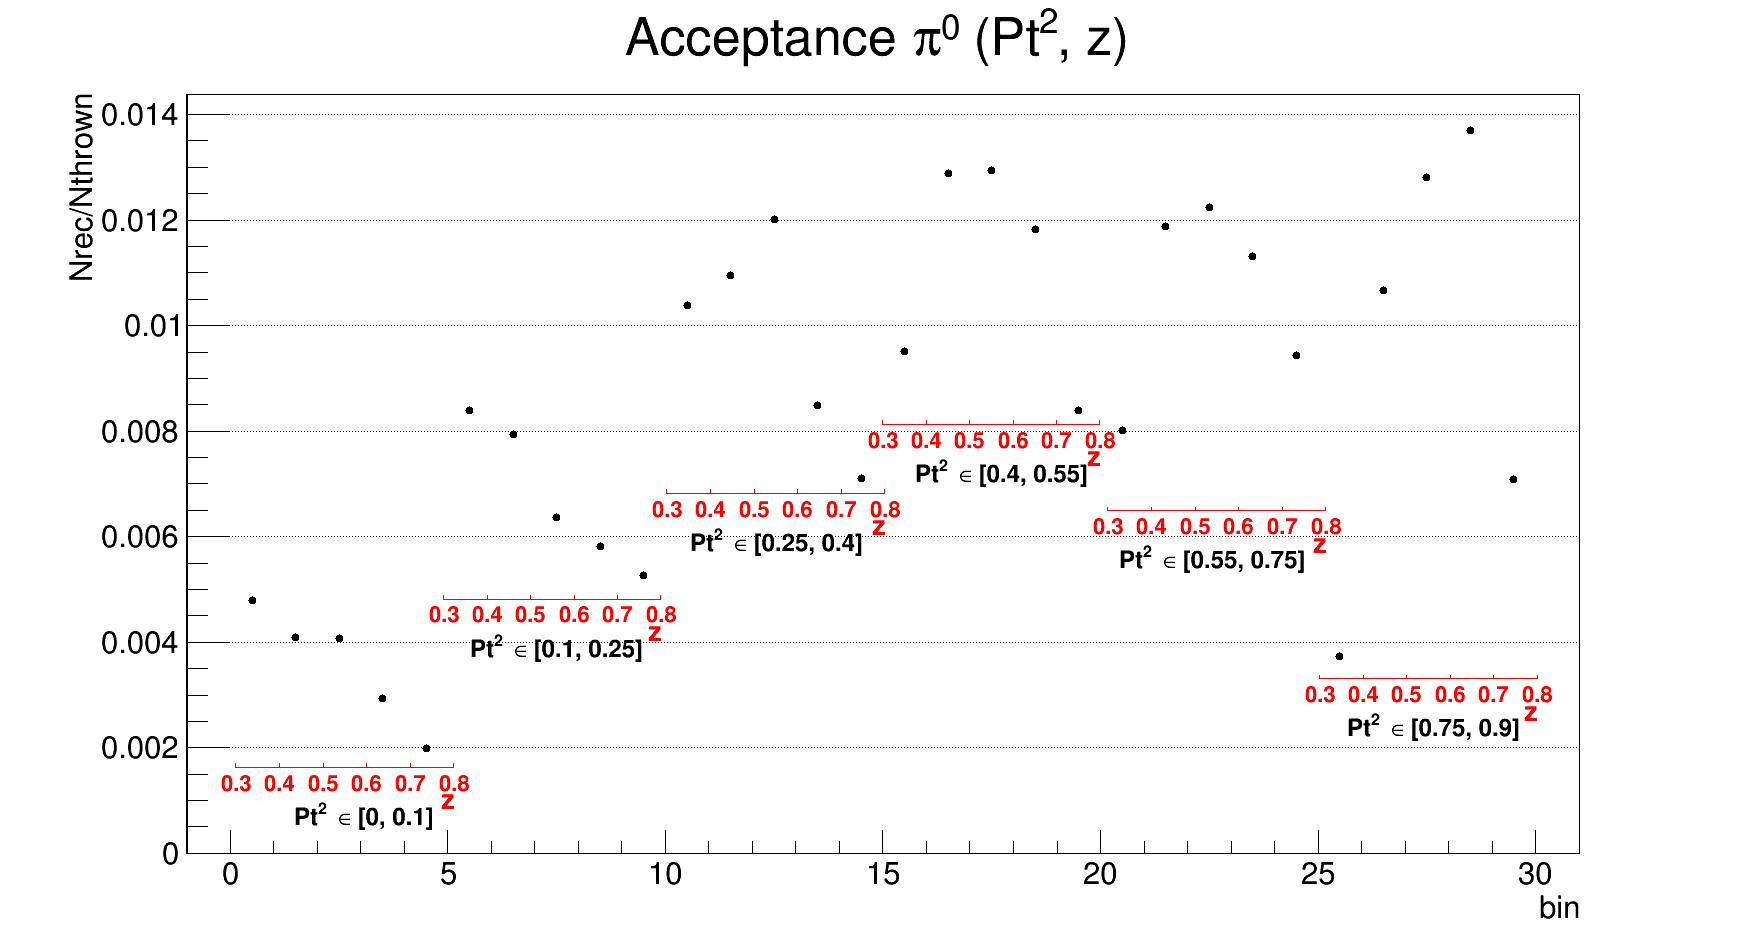 Acceptance π⁰ (Pt², z)
Nrec/Nthrown
0.014
0.012
0.01
0.008
0.006
0.004
0.002
0
0.3 0.4 0.5 0.6 0.7 0.8
z
Pt² ∈ [0.4, 0.55]
0.3 0.4 0.5 0.6 0.7 0.8
z
Pt² ∈ [0.25, 0.4]
0.3 0.4 0.5 0.6 0.7 0.8
z
Pt² ∈ [0.55, 0.75]
0.3 0.4 0.5 0.6 0.7 0.8
z
Pt² ∈ [0.1, 0.25]
0.3 0.4 0.5 0.6 0.7 0.8
z
Pt² ∈ [0.75, 0.9]
0.3 0.4 0.5 0.6 0.7 0.8
z
Pt² ∈ [0, 0.1]
0 5 10 15 20 25 30
bin